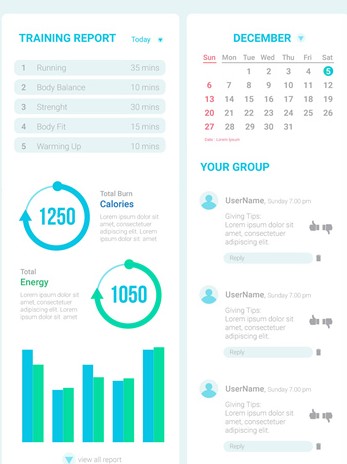 TRAINING REPORT
Today
1 Running 35 mins
2 Body Balance 10 mins
3 Strenght 30 mins
4 Body Fit 15 mins
5 Warming Up 10 mins
1250
Total Burn
Calories
Lorem ipsum dolor sit
amet, consectetuer
adipiscing elit.
Total
Energy
Lorem ipsum dolor sit
amet, consectetuer
adipiscing elit.
1050
view all report
DECEMBER
Sun Mon Tue Wed Thu Fri Sat
1 2 3 4 5
6 7 8 9 10 11 12
13 14 15 16 17 18 19
20 21 22 23 24 25 26
27 28 29 30 31
Date : Lorem ipsum
YOUR GROUP
UserName, Sunday 7.00 pm
Giving Tips:
Lorem ipsum dolor sit
amet, consectetuer
adipiscing elit.
Reply
UserName, Sunday 7.00 pm
Giving Tips:
Lorem ipsum dolor sit
amet, consectetuer
adipiscing elit.
Reply
UserName, Sunday 7.00 pm
Giving Tips:
Lorem ipsum dolor sit
amet, consectetuer
adipiscing elit.
Reply